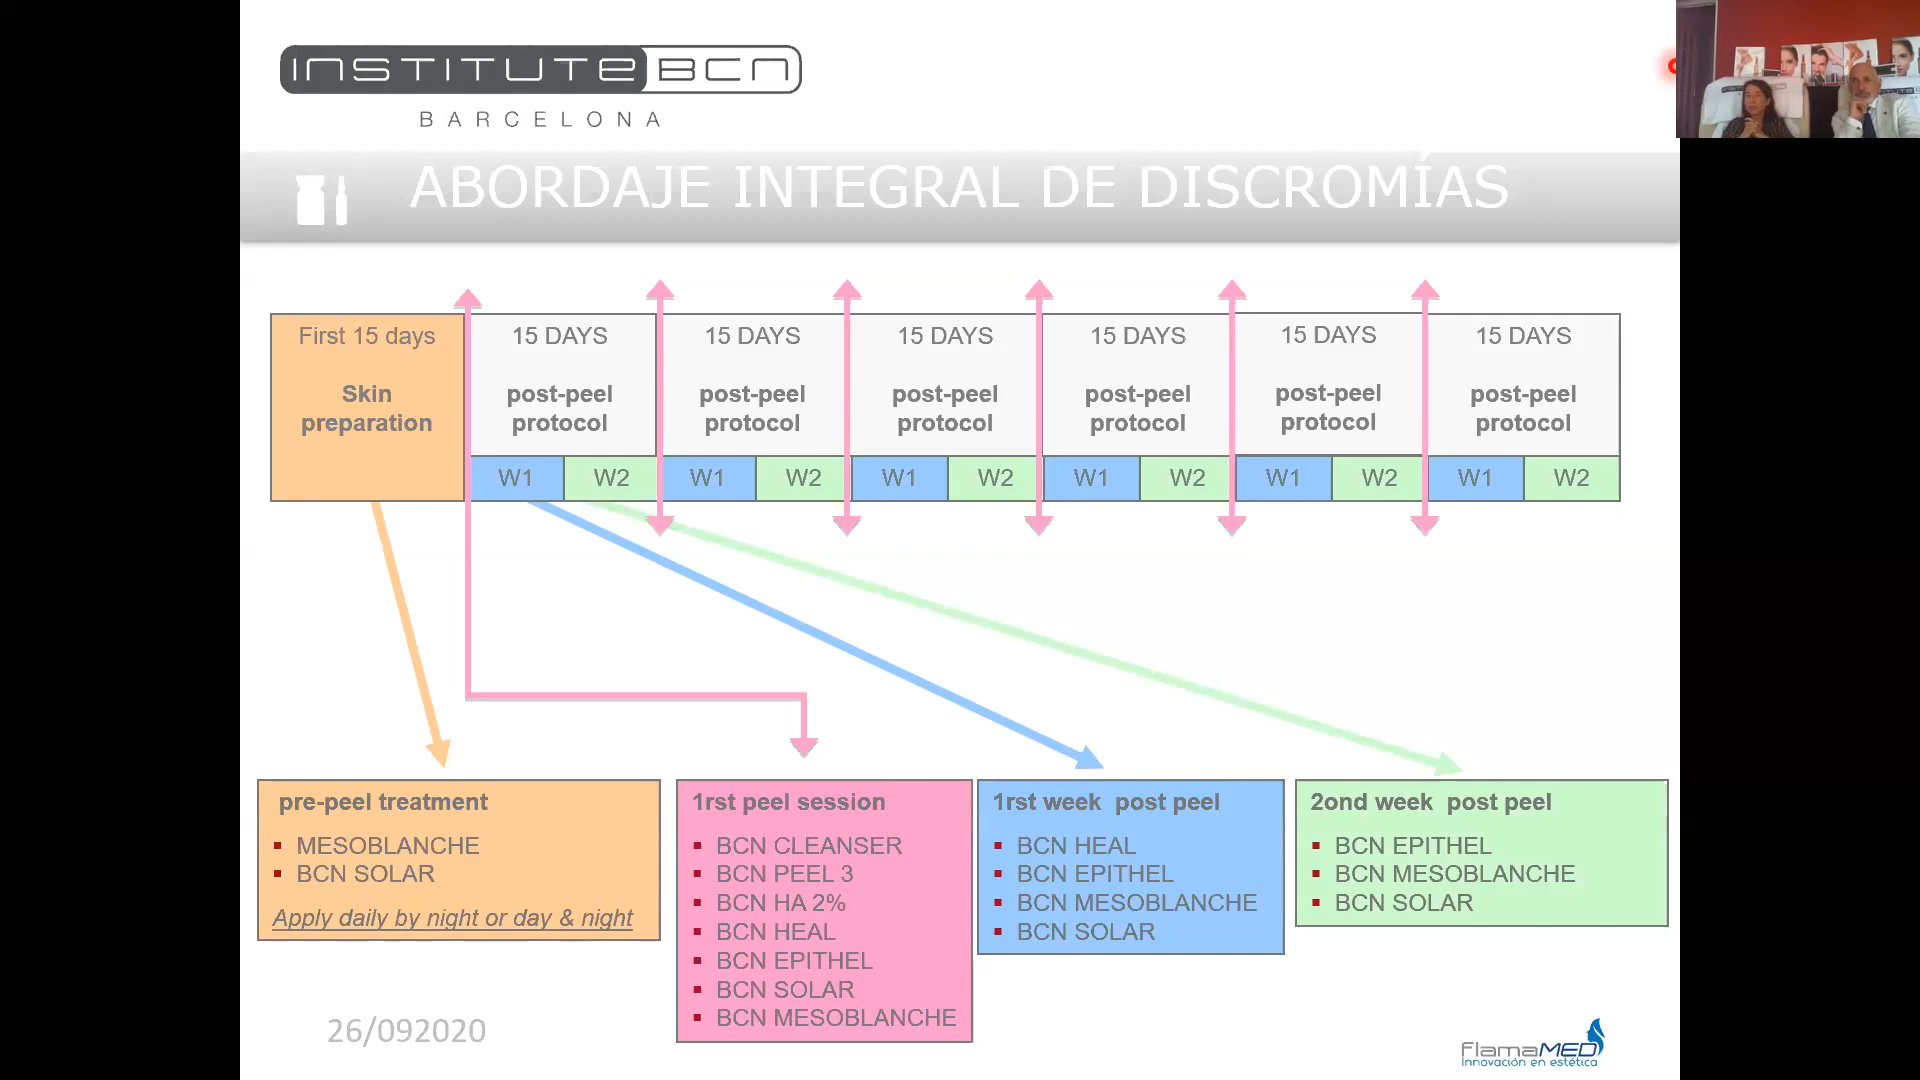 INSTITUTE BCN
BARCELONA
ABORDAJE INTEGRAL DE DISCROMÍAS
First 15 days
Skin
preparation
15 DAYS
post-peel
protocol
W1 W2
15 DAYS
post-peel
protocol
W1 W2
15 DAYS
post-peel
protocol
W1 W2
15 DAYS
post-peel
protocol
W1 W2
15 DAYS
post-peel
protocol
W1 W2
15 DAYS
post-peel
protocol
W1 W2
pre-peel treatment
MESOBLANCHE
BCN SOLAR
Apply daily by night or day & night
1rst peel session
BCN CLEANSER
BCN PEEL 3
BCN HA 2%
BCN HEAL
BCN EPITHEL
BCN SOLAR
BCN MESOBLANCHE
1rst week post peel
BCN HEAL
BCN EPITHEL
BCN MESOBLANCHE
BCN SOLAR
2ond week post peel
BCN EPITHEL
BCN MESOBLANCHE
BCN SOLAR
26/092020
FlamaMED
Innovación en estética